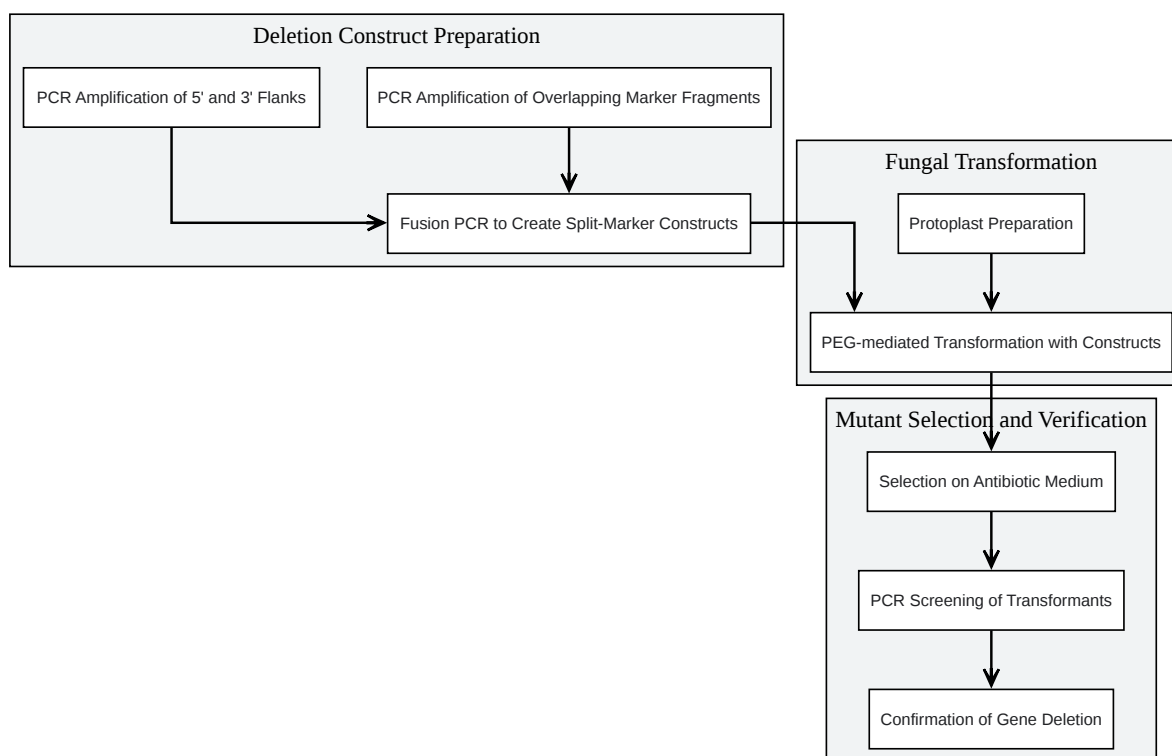 Deletion Construct Preparation
PCR Amplification of 5' and 3' Flanks
PCR Amplification of Overlapping Marker Fragments
Fusion PCR to Create Split-Marker Constructs
Fungal Transformation
Protoplast Preparation
PEG-mediated Transformation with Constructs
Mutant Selection and Verification
Selection on Antibiotic Medium
PCR Screening of Transformants
Confirmation of Gene Deletion